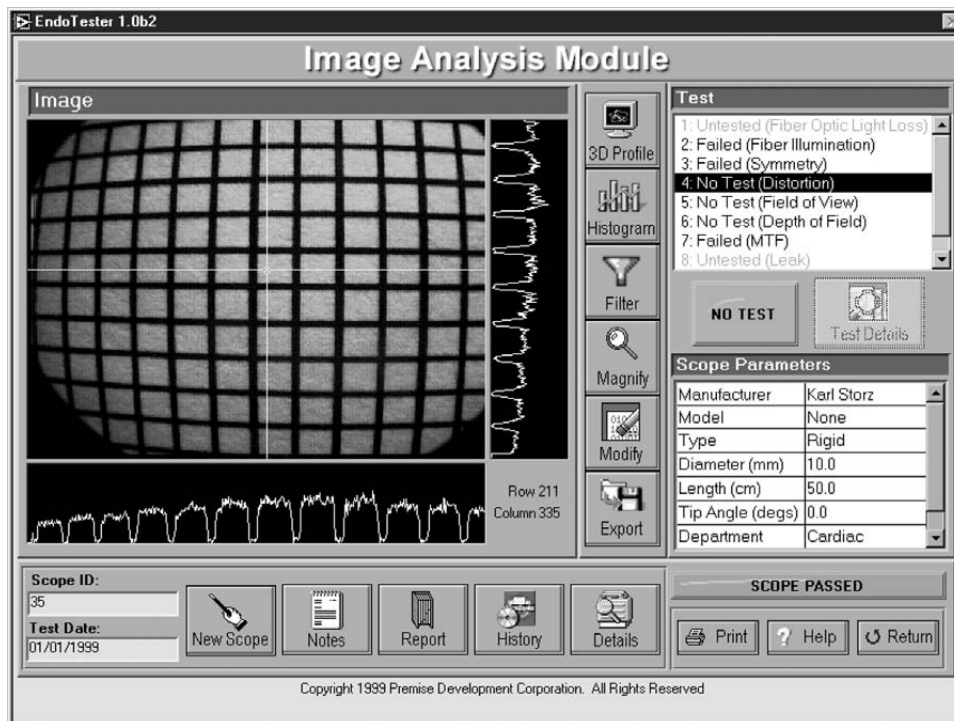 EndoTester 1.0b2
Image Analysis Module
Image
3D Profile
Histogram
Filter
Magnify
Modify
Export
Row 211
Column 335
Test
1: Untested (Fiber Optic Light Loss)
2: Failed (Fiber Illumination)
3: Failed (Symmetry)
4: No Test (Distortion)
5: No Test (Field of View)
6: No Test (Depth of Field)
7: Failed (MTF)
8: Untested (Leak)
NO TEST
Test Details
Scope Parameters
Manufacturer Karl Storz
Model None
Type Rigid
Diameter (mm) 10.0
Length (cm) 50.0
Tip Angle (degs) 0.0
Department Cardiac
Scope ID:
35
Test Date:
01/01/1999
New Scope
Notes
Report
History
Details
SCOPE PASSED
Print
Help
Return
Copyright 1999 Premise Development Corporation. All Rights Reserved